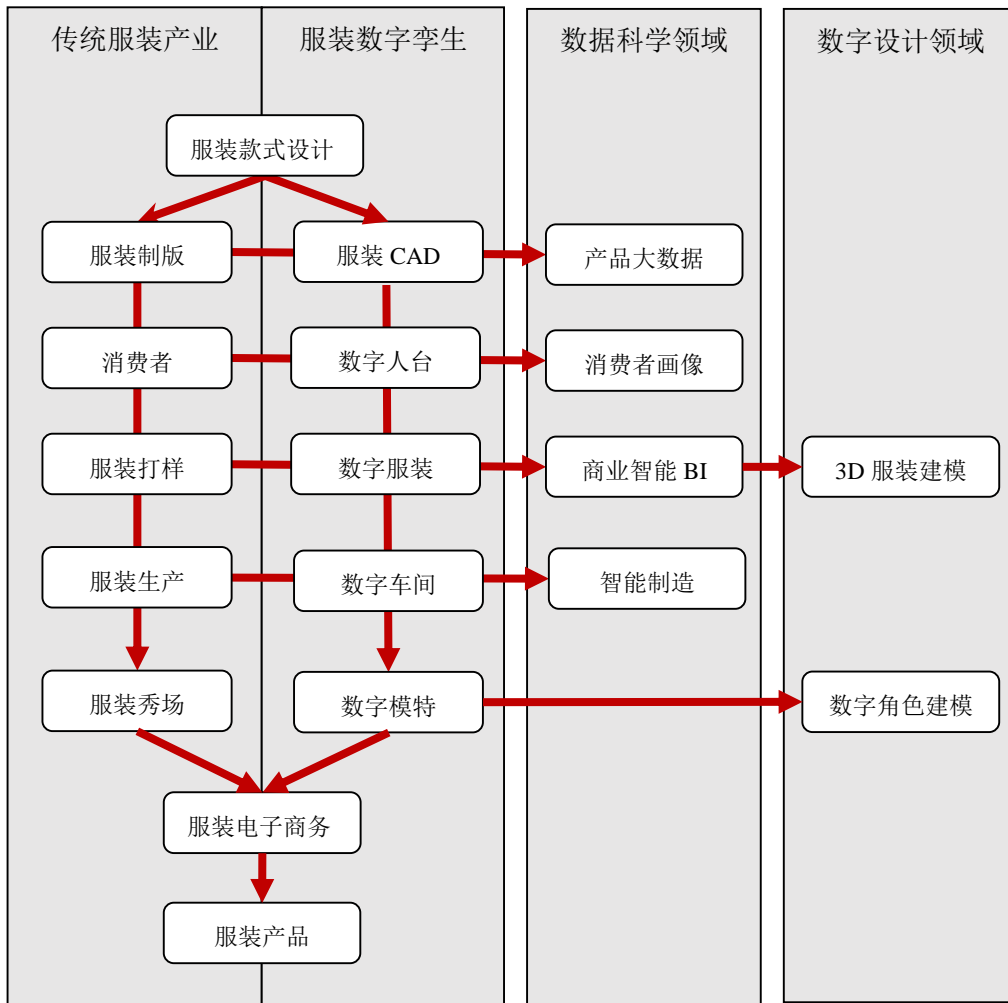 传统服装产业
服装数字孪生
数据科学领域
数字设计领域
服装款式设计
服装制版
服装 CAD
产品大数据
消费者
数字人台
消费者画像
服装打样
数字服装
商业智能 BI
3D 服装建模
服装生产
数字车间
智能制造
服装秀场
数字模特
数字角色建模
服装电子商务
服装产品